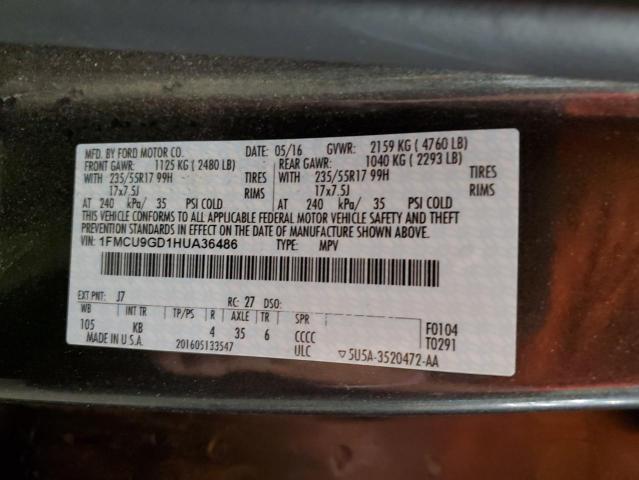 MFD. BY FORD MOTOR CO. DATE: 05/16 GVWR: 2159 KG (4760 LB)
FRONT GAWR: 1125 KG (2480 LB) REAR GAWR: 1040 KG (2293 LB)
WITH 235/55R17 99H TIRES WITH 235/55R17 99H TIRES
17x7.5J RIMS 17x7.5J RIMS
AT 240 kPa/ 35 PSI COLD AT 240 kPa/ 35 PSI COLD
THIS VEHICLE CONFORMS TO ALL APPLICABLE FEDERAL MOTOR VEHICLE SAFETY AND THEFT
PREVENTION STANDARDS IN EFFECT ON THE DATE OF MANUFACTURE SHOWN ABOVE.
VIN: 1FMCU9GD1HUA36486 TYPE: MPV
EXT PNT: J7 RC: 27 DSO:
WB INT TR TP/PS R AXLE TR SPR
105 KB 4 35 6 CCCC F0104
MADE IN U.S.A. 201605133547 ULC T0291
▽5U5A-3520472-AA